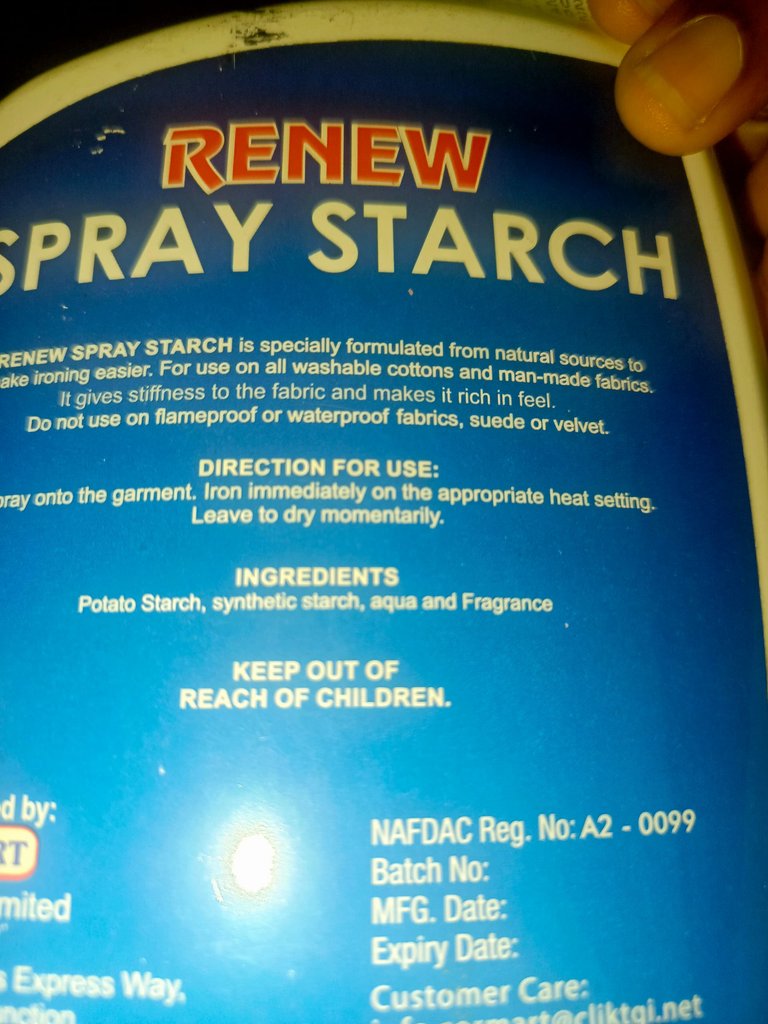 RENEW
SPRAY STARCH
RENEW SPRAY STARCH is specially formulated from natural sources to
ake ironing easier. For use on all washable cottons and man-made fabrics.
It gives stiffness to the fabric and makes it rich in feel.
Do not use on flameproof or waterproof fabrics, suede or velvet.
DIRECTION FOR USE:
pray onto the garment. Iron immediately on the appropriate heat setting.
Leave to dry momentarily.
INGREDIENTS
Potato Starch, synthetic starch, aqua and Fragrance
KEEP OUT OF
REACH OF CHILDREN.
d by:
RT
mited
s Express Way,
nction
NAFDAC Reg. No: A2 - 0099
Batch No:
MFG. Date:
Expiry Date:
Customer Care: